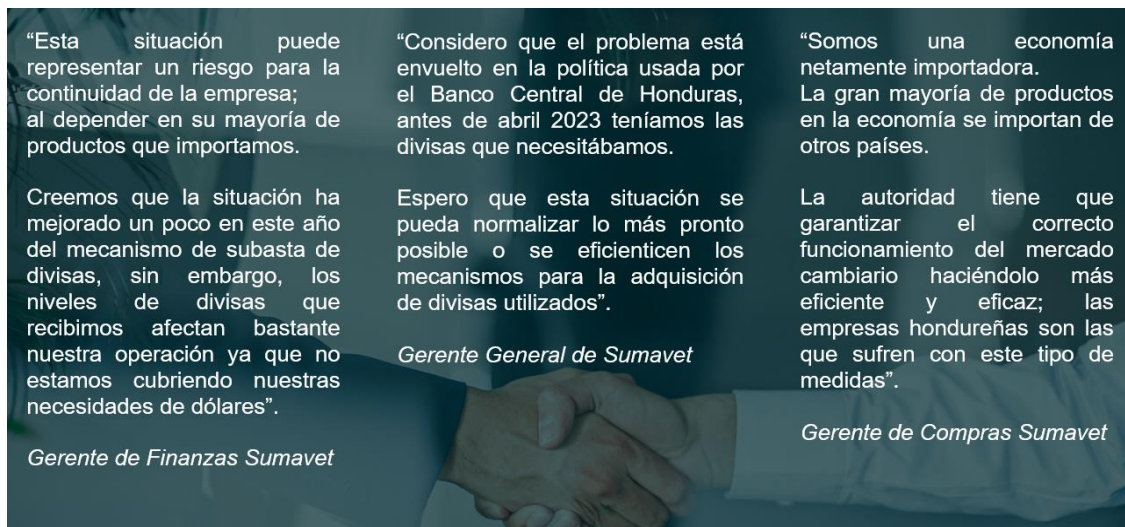 “Esta situación puede
representar un riesgo para la
continuidad de la empresa;
al depender en su mayoría de
productos que importamos.
Creemos que la situación ha
mejorado un poco en este año
del mecanismo de subasta de
divisas, sin embargo, los
niveles de divisas que
recibimos afectan bastante
nuestra operación ya que no
estamos cubriendo nuestras
necesidades de dólares”.
Gerente de Finanzas Sumavet
“Considero que el problema está
envuelto en la política usada por
el Banco Central de Honduras,
antes de abril 2023 teníamos las
divisas que necesitábamos.
Espero que esta situación se
pueda normalizar lo más pronto
posible o se eficienticen los
mecanismos para la adquisición
de divisas utilizados”.
Gerente General de Sumavet
“Somos una economía
netamente importadora.
La gran mayoría de productos
en la economía se importan de
otros países.
La autoridad tiene que
garantizar el correcto
funcionamiento del mercado
cambiario haciéndolo más
eficiente y eficaz; las
empresas hondureñas son las
que sufren con este tipo de
medidas”.
Gerente de Compras Sumavet